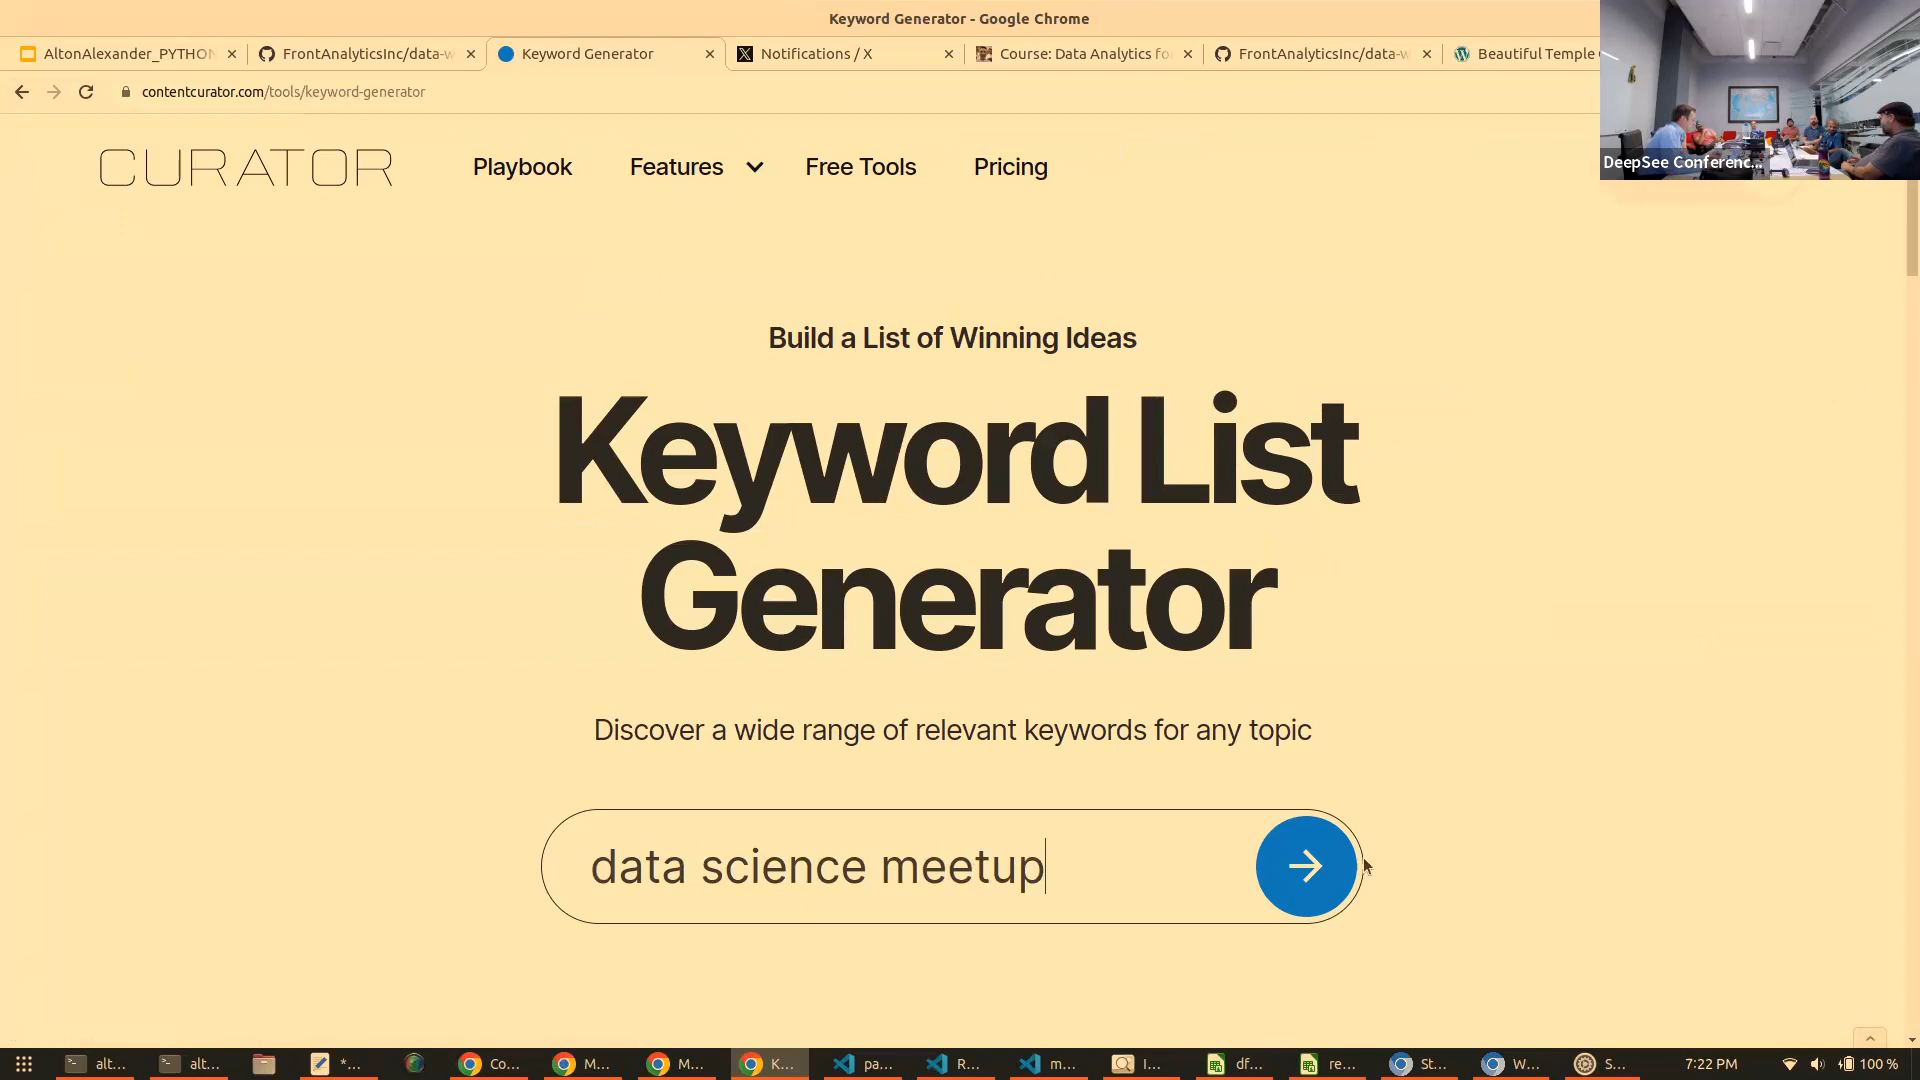 Keyword Generator - Google Chrome
AltonAlexander_PYTHON
FrontAnalyticsInc/data-w
Keyword Generator
Notifications / X
Course: Data Analytics fo
FrontAnalyticsInc/data-w
Beautiful Temple
contentcurator.com/tools/keyword-generator
DeepSee Conferenc...
CURATOR
Playbook
Features
Free Tools
Pricing
Build a List of Winning Ideas
Keyword List
Generator
Discover a wide range of relevant keywords for any topic
data science meetup
alt...
alt...
*...
Co...
M...
M...
K...
pa...
R...
m...
I...
df...
re...
St...
W...
S...
7:22 PM
100 %